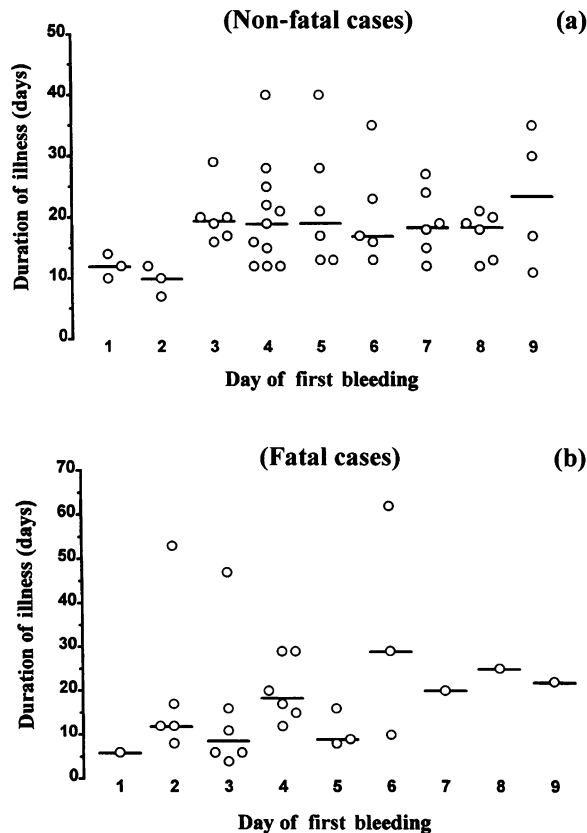 (Non-fatal cases) (a)
50
40
30
20
10
0
Duration of illness (days)
1 2 3 4 5 6 7 8 9
Day of first bleeding
(Fatal cases) (b)
70
60
50
40
30
20
10
0
Duration of illness (days)
1 2 3 4 5 6 7 8 9
Day of first bleeding